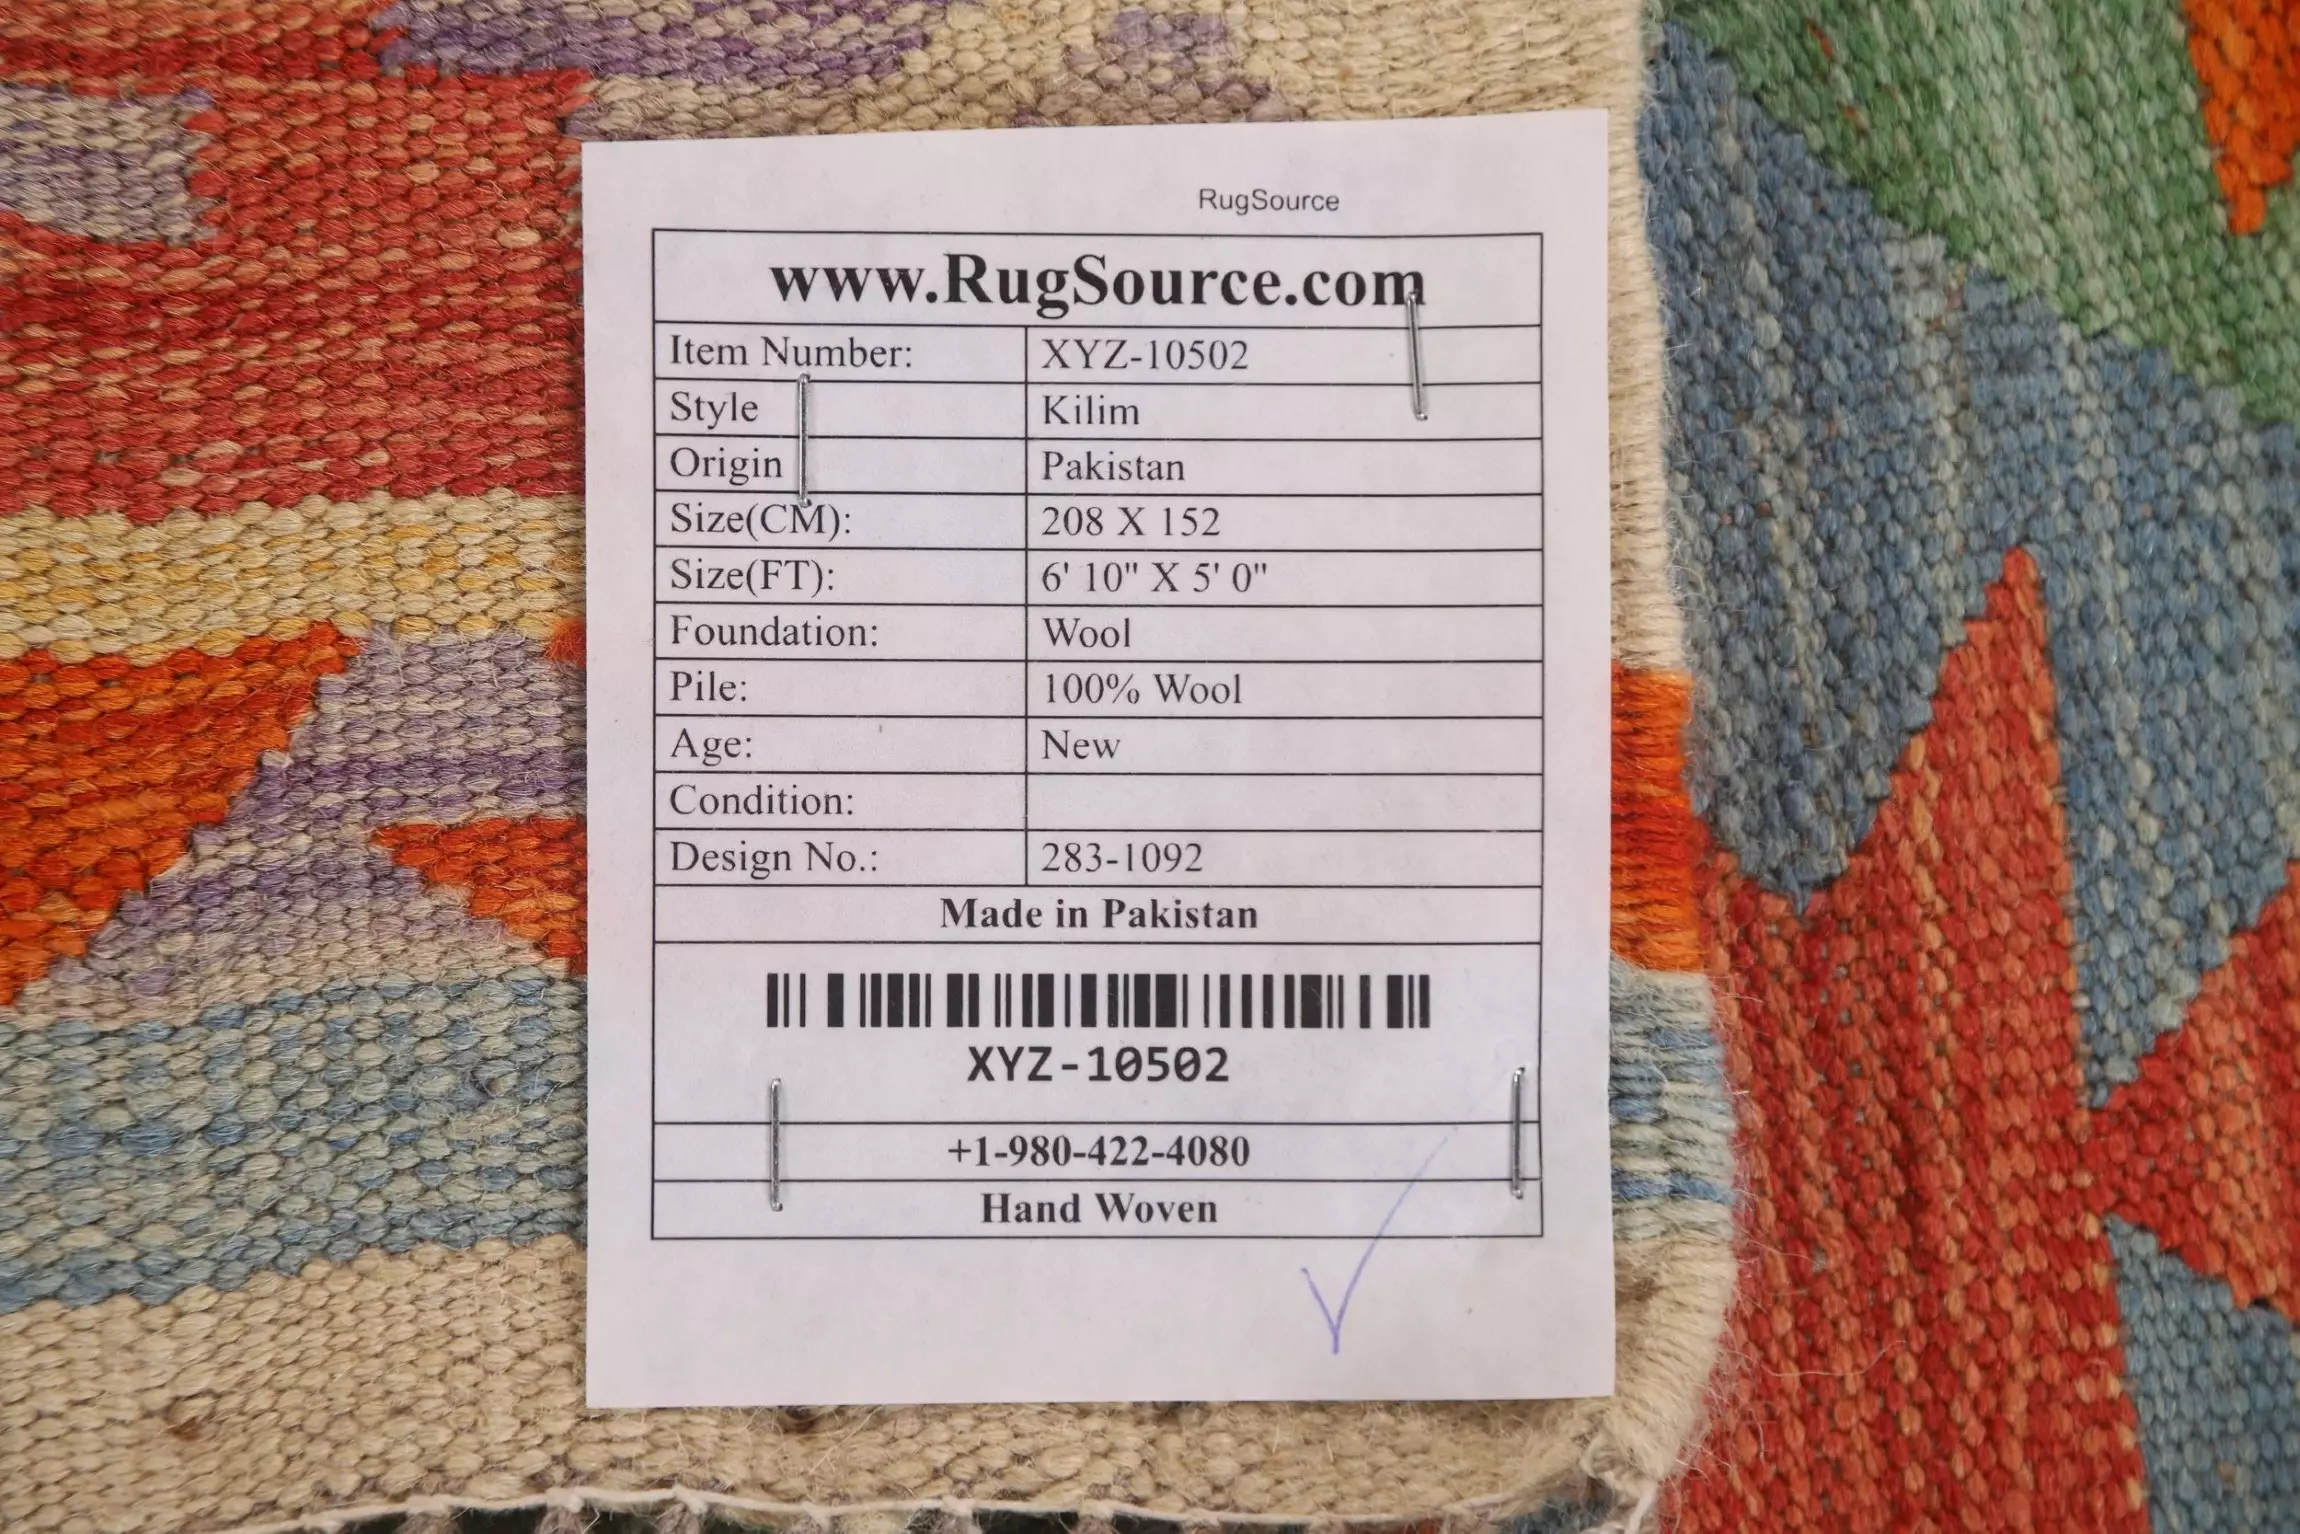 RugSource
www.RugSource.com
Item Number: XYZ-10502
Style Kilim
Origin Pakistan
Size(CM): 208 X 152
Size(FT): 6' 10" X 5' 0"
Foundation: Wool
Pile: 100% Wool
Age: New
Condition:
Design No.: 283-1092
Made in Pakistan
XYZ-10502
+1-980-422-4080
Hand Woven